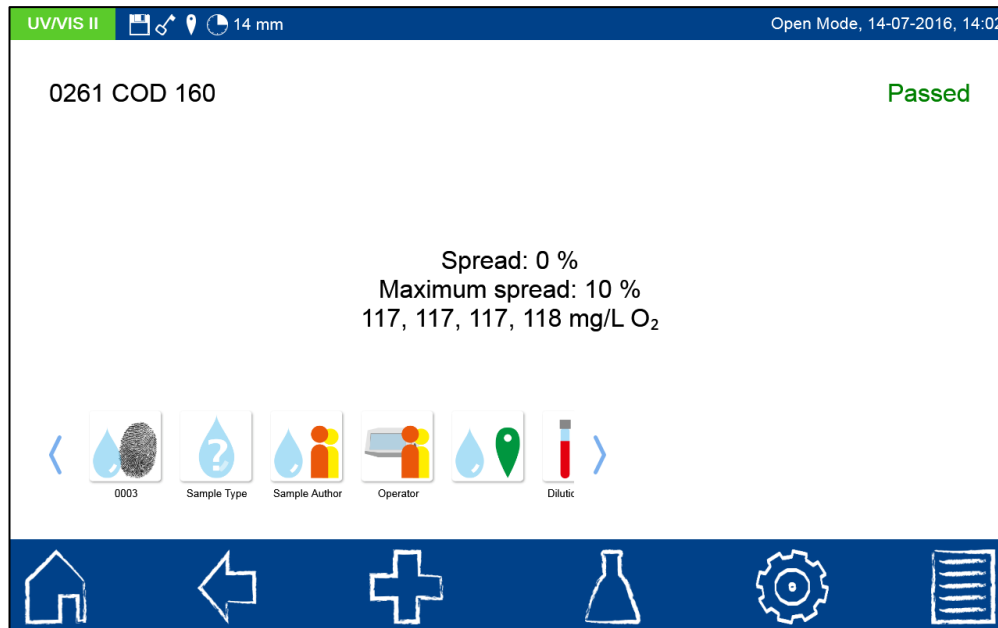 UV/VIS II 14 mm Open Mode, 14-07-2016, 14:02
0261 COD 160 Passed
Spread: 0 %
Maximum spread: 10 %
117, 117, 117, 118 mg/L O₂
?
0003 Sample Type Sample Author Operator Dilutic